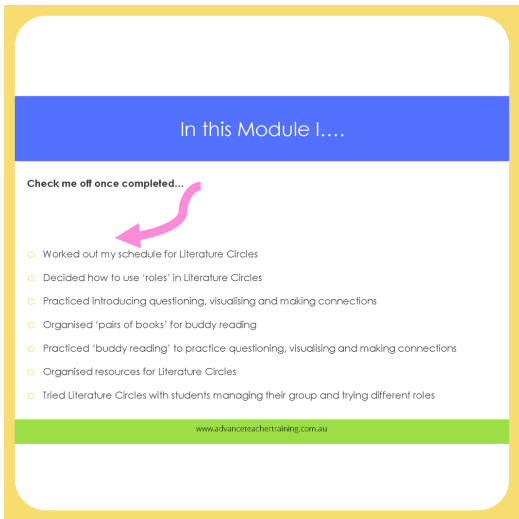 In this Module I....
Check me off once completed...
Worked out my schedule for Literature Circles
Decided how to use 'roles' in Literature Circles
Practiced introducing questioning, visualising and making connections
Organised 'pairs of books' for buddy reading
Practiced 'buddy reading' to practice questioning, visualising and making connections
Organised resources for Literature Circles
Tried Literature Circles with students managing their group and trying different roles
www.advanceteachertraining.com.au